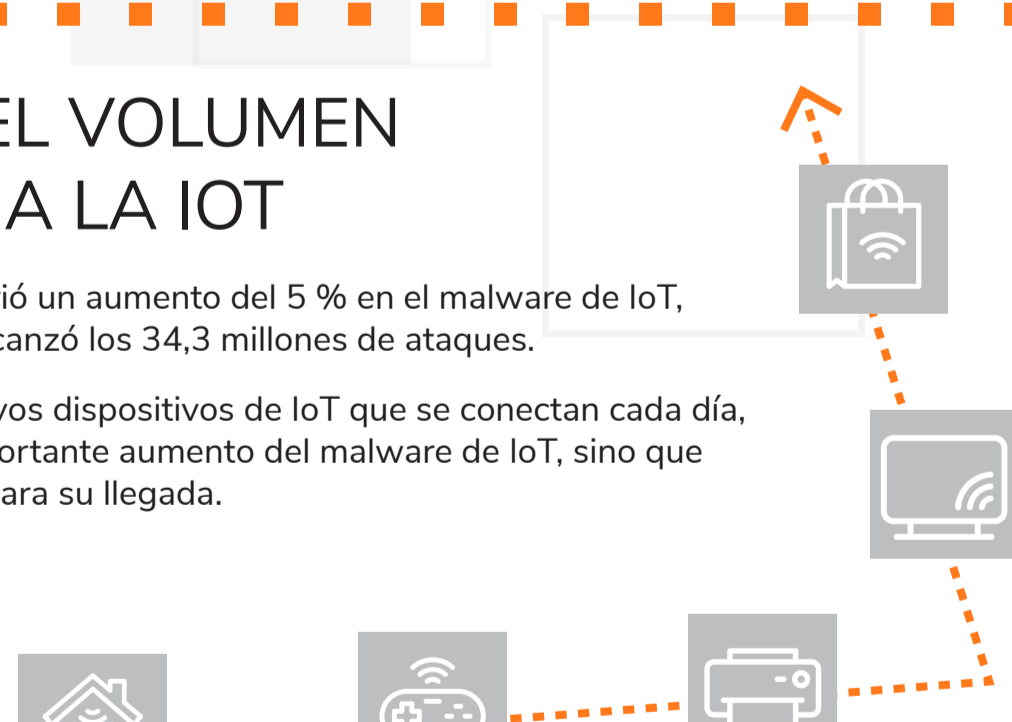 EL VOLUMEN
A LA IOT
ió un aumento del 5 % en el malware de IoT,
canzó los 34,3 millones de ataques.
vos dispositivos de IoT que se conectan cada día,
ortante aumento del malware de IoT, sino que
ara su llegada.